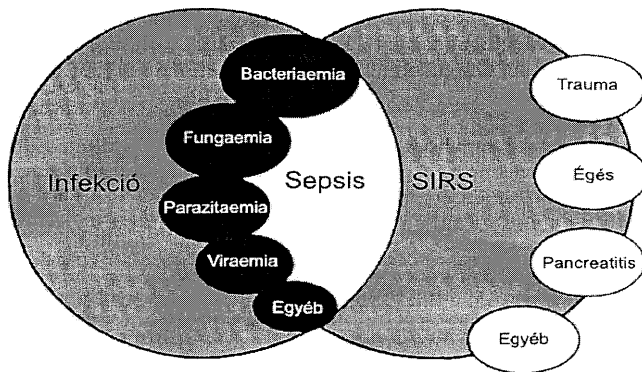 Bacteriaemia
Trauma
Fungaemia
Infekció
Sepsis
SIRS
Égés
Parazitaemia
Viraemia
Pancreatitis
Egyéb
Egyéb